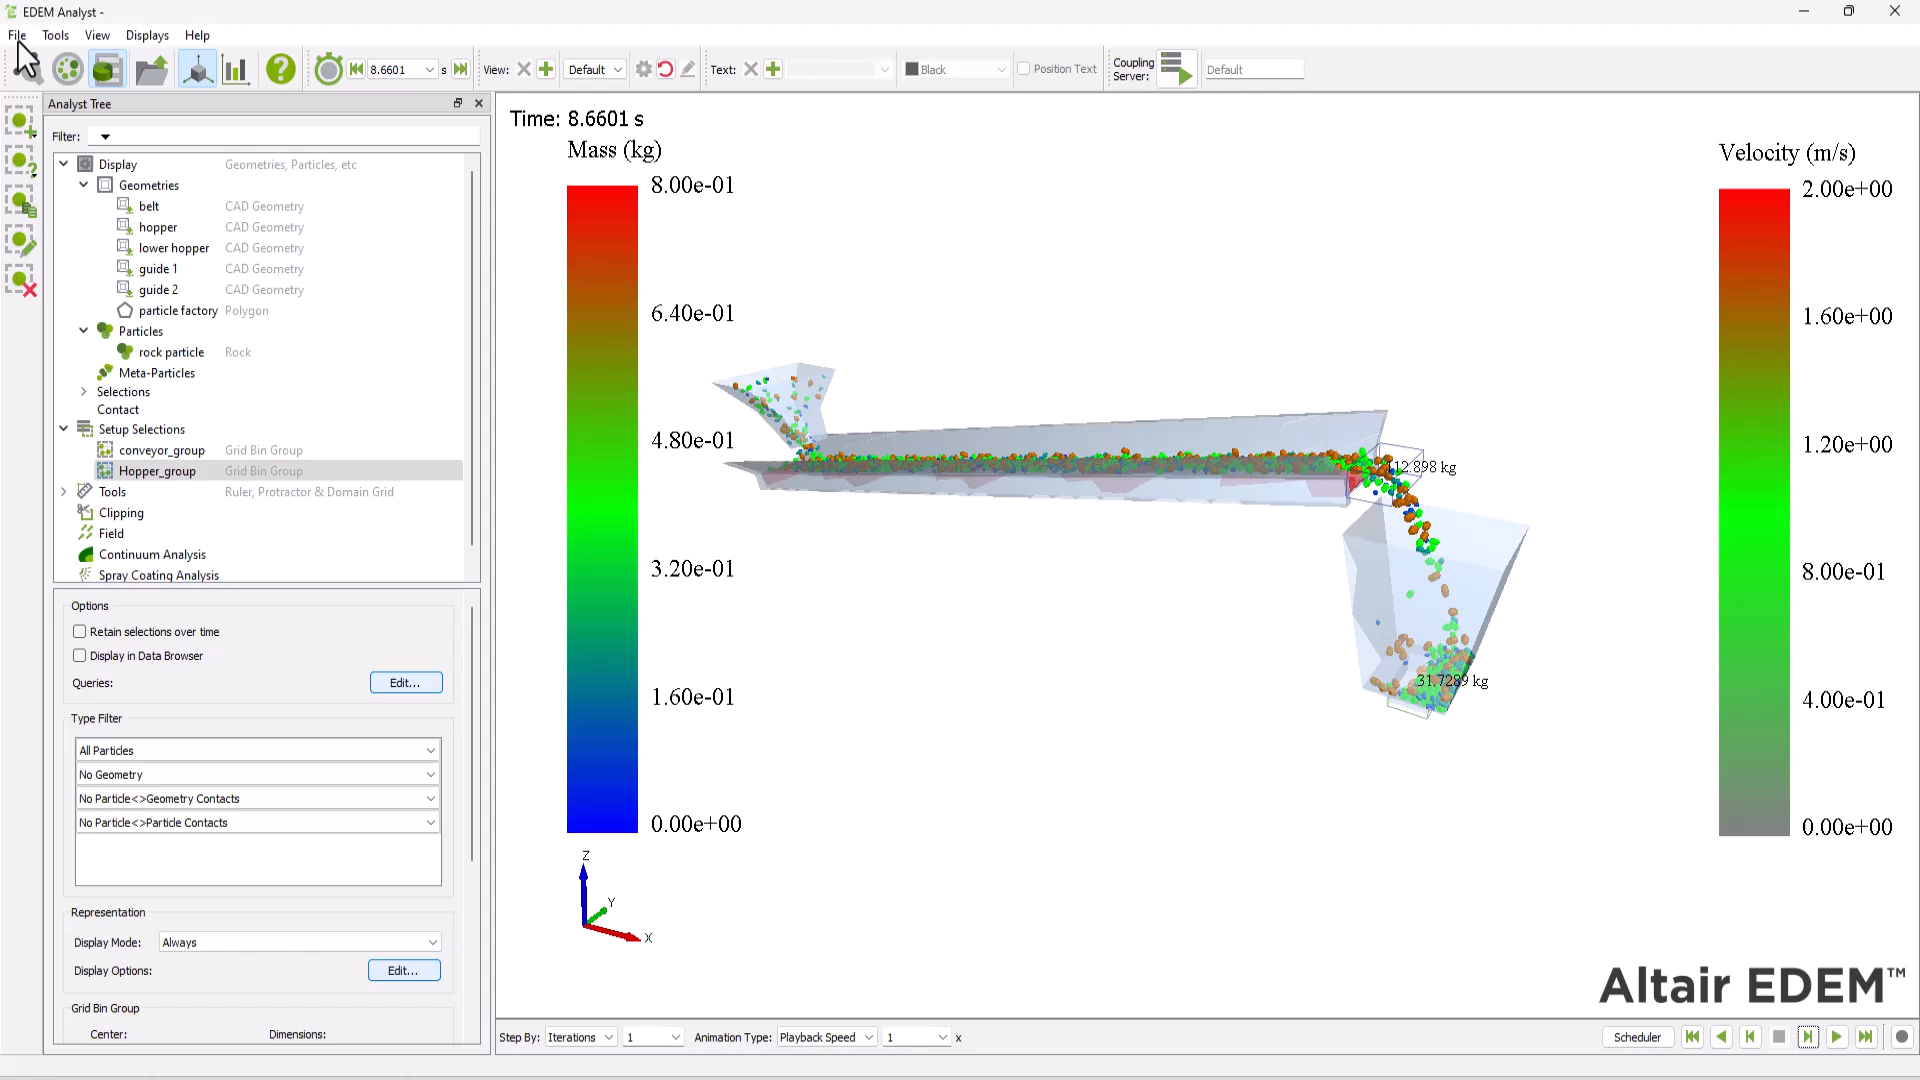 EDEM Analyst -
File Tools View Displays Help
8.6601 s View: Default Text: Black Position Text Coupling Server: Default
Analyst Tree
Filter:
Display Geometries, Particles, etc
Geometries
belt CAD Geometry
hopper CAD Geometry
lower hopper CAD Geometry
guide 1 CAD Geometry
guide 2 CAD Geometry
particle factory Polygon
Particles
rock particle Rock
Meta-Particles
Selections
Contact
Setup Selections
conveyor_group Grid Bin Group
Hopper_group Grid Bin Group
Tools Ruler, Protractor & Domain Grid
Clipping
Field
Continuum Analysis
Spray Coating Analysis
Options
Retain selections over time
Display in Data Browser
Queries: Edit...
Type Filter
All Particles
No Geometry
No Particle<>Geometry Contacts
No Particle<>Particle Contacts
Representation
Display Mode: Always
Display Options: Edit...
Grid Bin Group
Center: Dimensions:
Time: 8.6601 s
Mass (kg)
8.00e-01
6.40e-01
4.80e-01
3.20e-01
1.60e-01
0.00e+00
Z
Y
X
112.898 kg
31.7289 kg
Velocity (m/s)
2.00e+00
1.60e+00
1.20e+00
8.00e-01
4.00e-01
0.00e+00
Altair EDEM™
Step By: Iterations 1 Animation Type: Playback Speed 1 x Scheduler